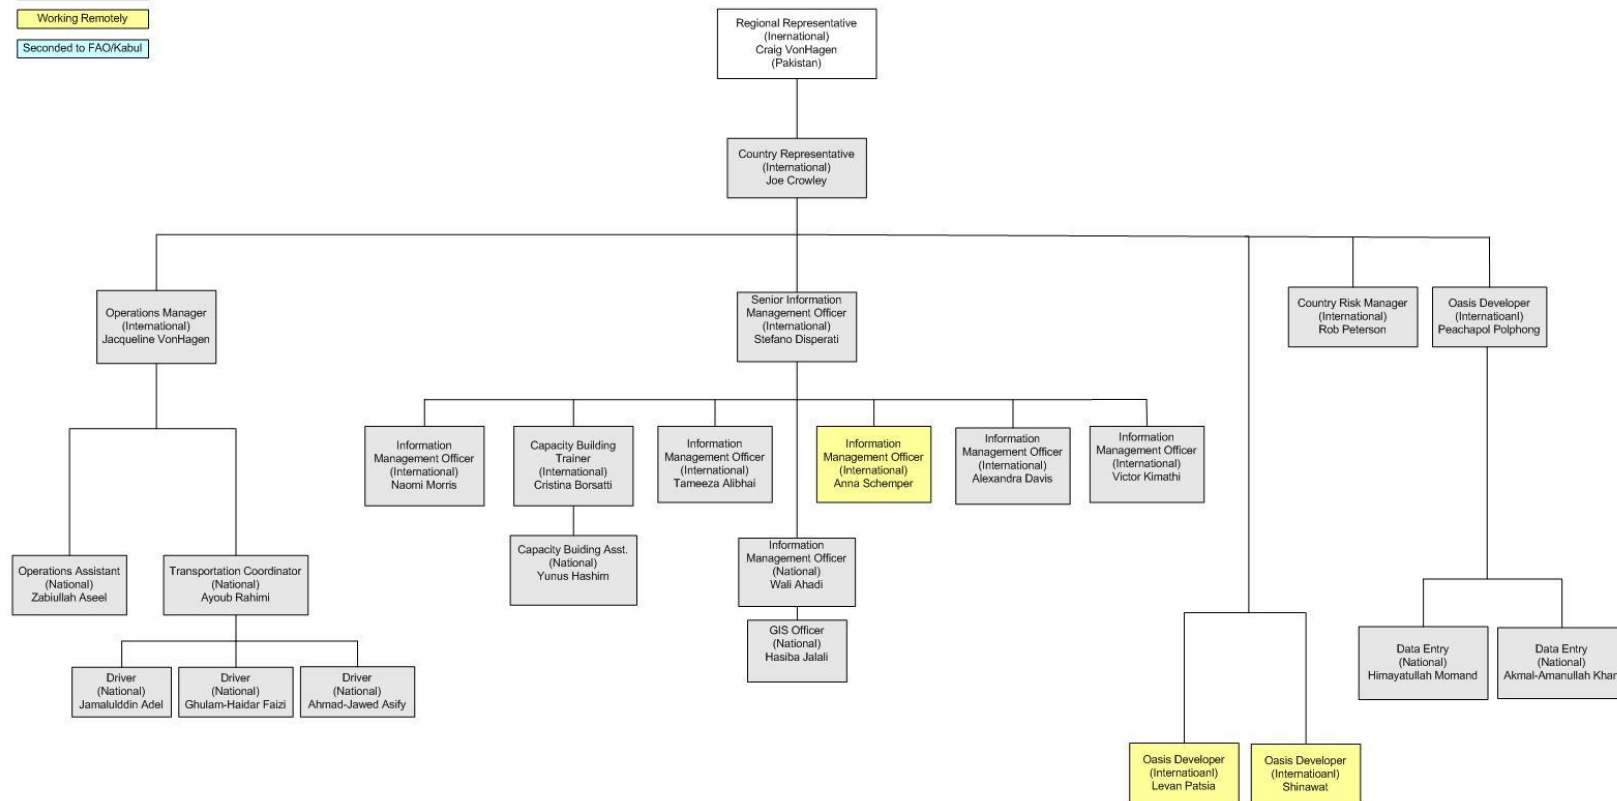 Working Remotely
Seconded to FAO/Kabul
Regional Representative
(Inernational)
Craig VonHagen
(Pakistan)
Country Representative
(International)
Joe Crowley
Operations Manager
(International)
Jacqueline VonHagen
Senior Information
Management Officer
(International)
Stefano Disperati
Country Risk Manager
(International)
Rob Peterson
Oasis Developer
(Internatioanl)
Peachapol Polphong
Information
Management Officer
(International)
Naomi Morris
Capacity Building
Trainer
(International)
Cristina Borsatti
Information
Management Officer
(International)
Tameeza Alibhai
Information
Management Officer
(International)
Anna Schemper
Information
Management Officer
(International)
Alexandra Davis
Information
Management Officer
(International)
Victor Kimathi
Operations Assistant
(National)
Zabiullah Aseel
Transportation Coordinator
(National)
Ayoub Rahimi
Capacity Buiding Asst.
(National)
Yunus Hashim
Information
Management Officer
(National)
Wali Ahadi
GIS Officer
(National)
Hasiba Jalali
Data Entry
(National)
Himayatullah Momand
Data Entry
(National)
Akmal-Amanullah Khan
Driver
(National)
Jamalulddin Adel
Driver
(National)
Ghulam-Haidar Faizi
Driver
(National)
Ahmad-Jawed Asify
Oasis Developer
(Internatioanl)
Levan Patsia
Oasis Developer
(Internatioanl)
Shinawat